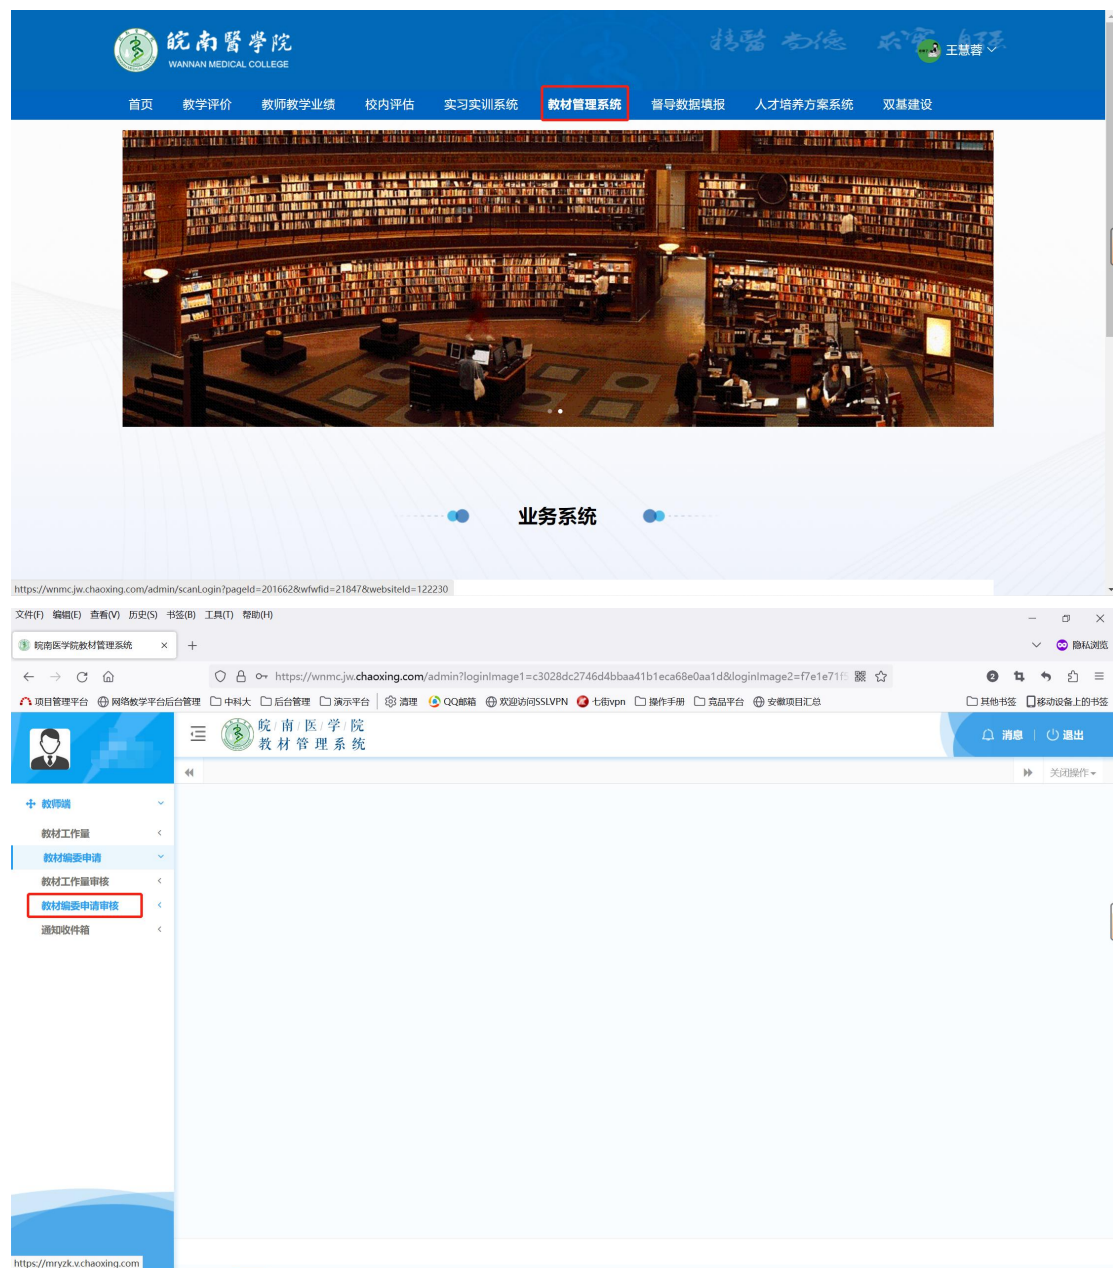 皖南醫学院
WANNAN MEDICAL COLLEGE
王慧蓉
首页 教学评价 教师教学业绩 校内评估 实习实训系统 教材管理系统 督导数据填报 人才培养方案系统 双基建设
业务系统
https://wnmc.jw.chaoxing.com/admin/scanLogin?pageId=201662&wfwfid=21847&websiteId=122230
文件(F) 编辑(E) 查看(V) 历史(S) 书签(B) 工具(T) 帮助(H)
皖南医学院教材管理系统 × + 隐私浏览
https://wnmc.jw.chaoxing.com/admin?loginImage1=c3028dc2746d4bbaa41b1eca68e0aa1d&loginImage2=f7e1e71f5
2
项目管理平台 网络教学平台后台管理 中科大 后台管理 演示平台 清理 QQ邮箱 欢迎访问SSLVPN 七街vpn 操作手册 竞品平台 安徽项目汇总 其他书签 移动设备上的书签
皖 南 医 学 院
教材管理系统
消息 退出
关闭操作
教师端
教材工作量
教材编委申请
教材工作量审核
教材编委申请审核
通知收件箱
https://mryzk.v.chaoxing.com